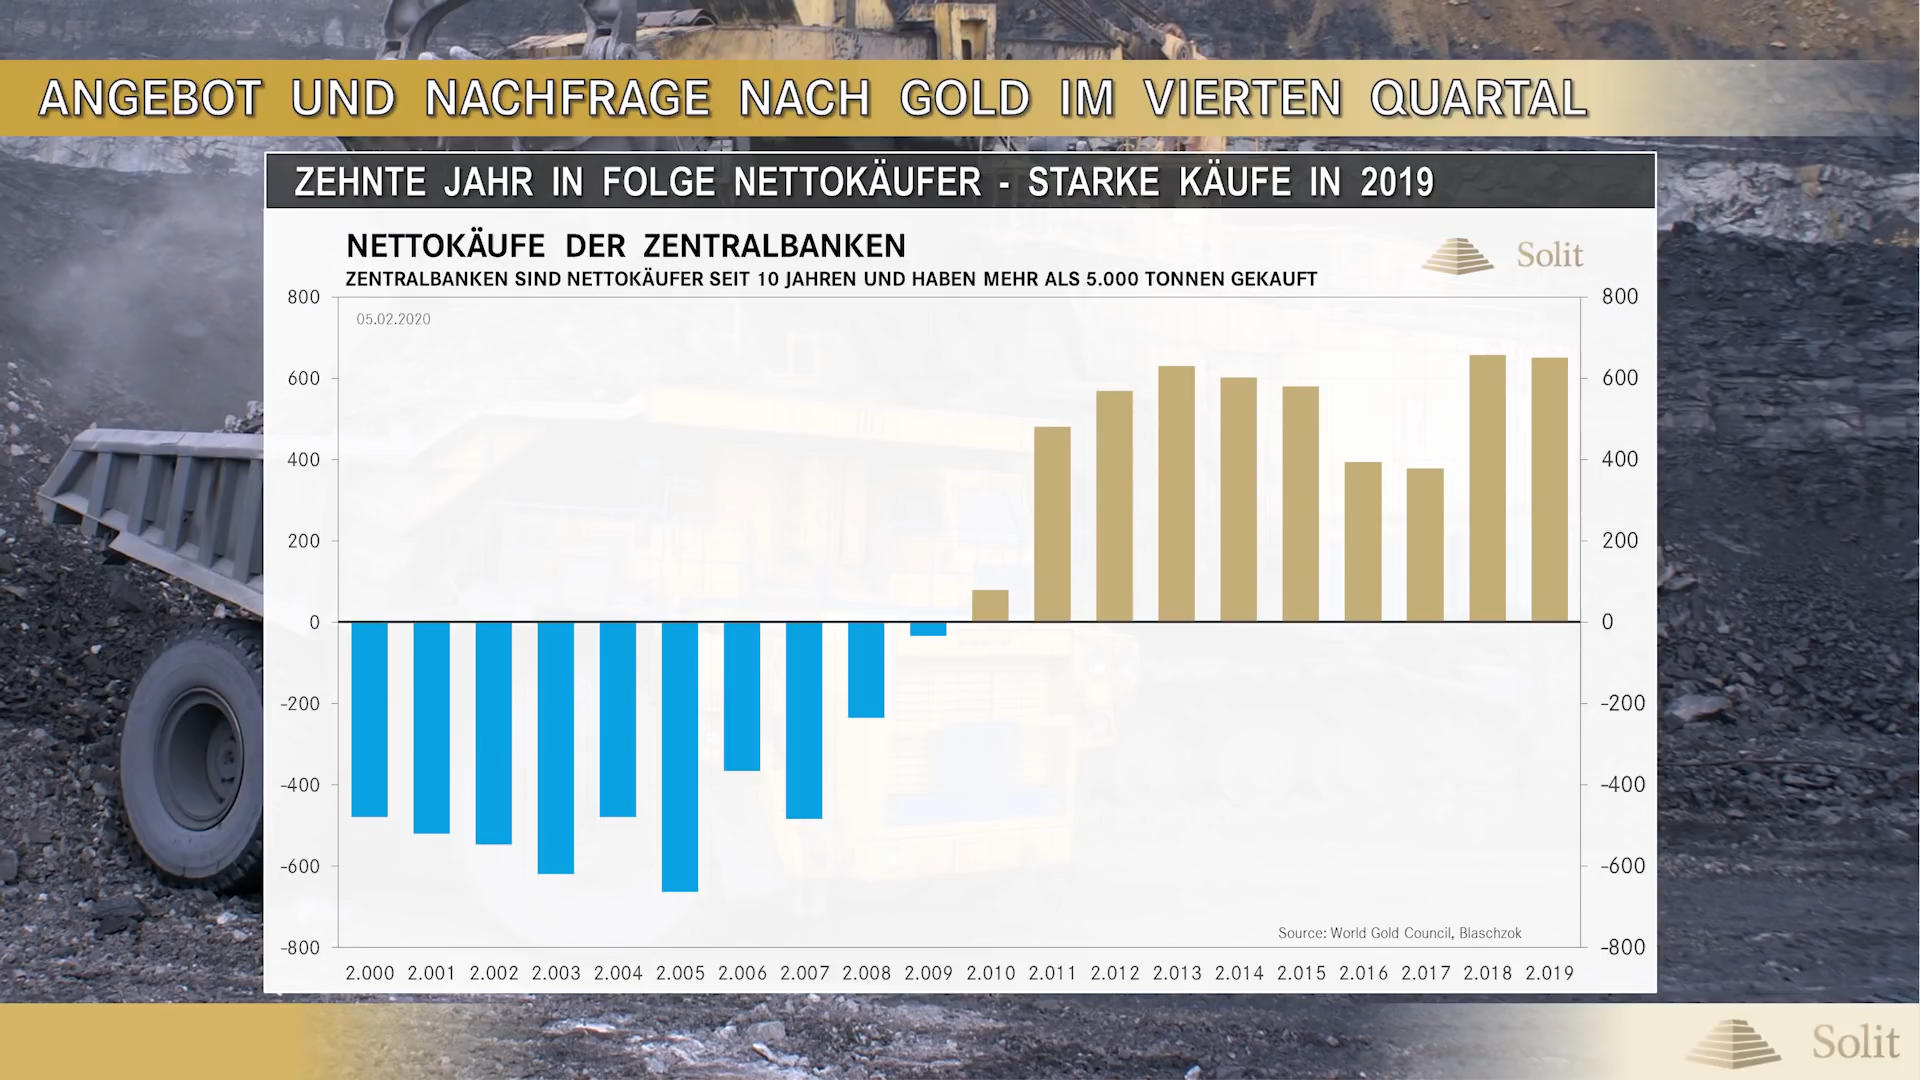 ANGEBOT UND NACHFRAGE NACH GOLD IM VIERTEN QUARTAL
ZEHNTE JAHR IN FOLGE NETTOKÄUFER - STARKE KÄUFE IN 2019
NETTOKÄUFE DER ZENTRALBANKEN
Solit
ZENTRALBANKEN SIND NETTOKÄUFER SEIT 10 JAHREN UND HABEN MEHR ALS 5.000 TONNEN GEKAUFT
800 800
05.02.2020
600 600
400 400
200 200
0 0
-200 -200
-400 -400
-600 -600
Source: World Gold Council, Blaschzok
-800 -800
2.000 2.001 2.002 2.003 2.004 2.005 2.006 2.007 2.008 2.009 2.010 2.011 2.012 2.013 2.014 2.015 2.016 2.017 2.018 2.019
Solit